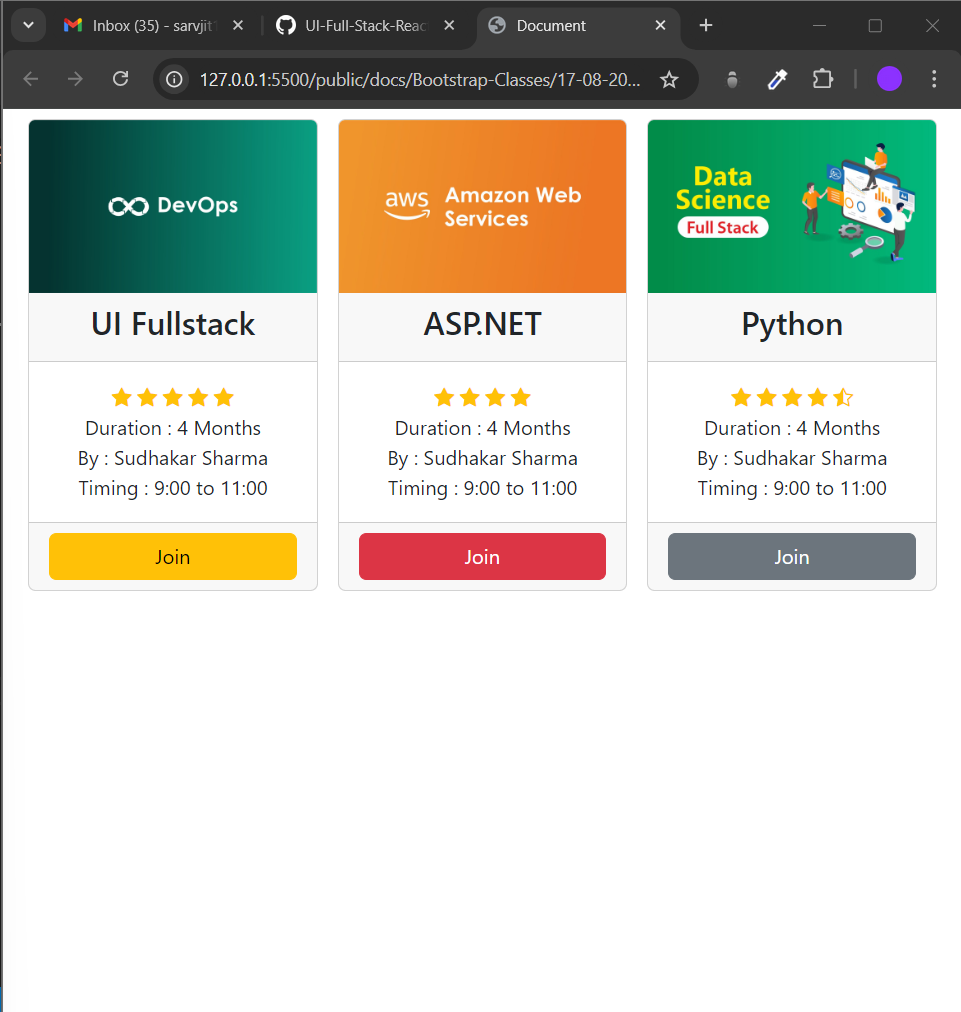 Inbox (35) - sarvjit
UI-Full-Stack-Reac
Document
127.0.0.1:5500/public/docs/Bootstrap-Classes/17-08-20...
DevOps
aws Amazon Web
Services
Data
Science
Full Stack
UI Fullstack
ASP.NET
Python
Duration : 4 Months
By : Sudhakar Sharma
Timing : 9:00 to 11:00
Duration : 4 Months
By : Sudhakar Sharma
Timing : 9:00 to 11:00
Duration : 4 Months
By : Sudhakar Sharma
Timing : 9:00 to 11:00
Join
Join
Join